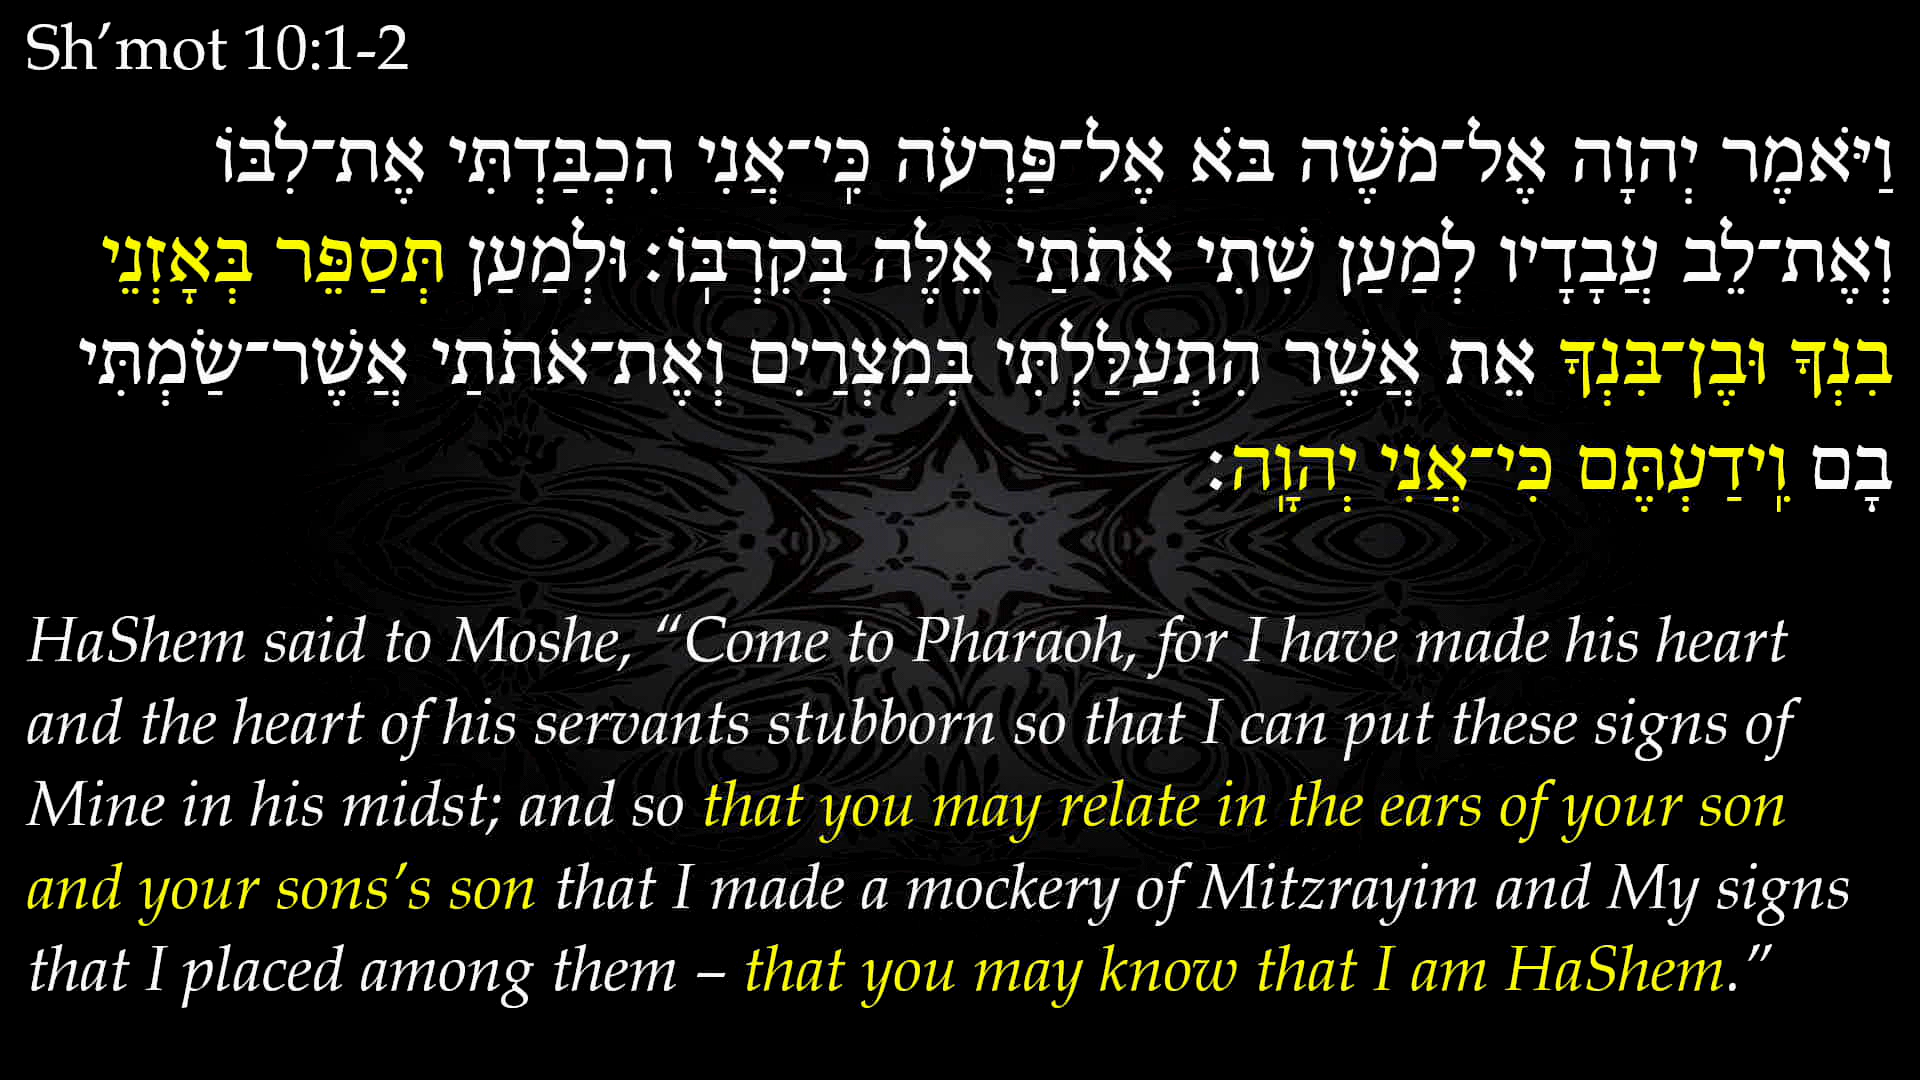 Sh’mot 10:1-2
וַיֹּאמֶר יְהוָה אֶל־מֹשֶׁה בֹּא אֶל־פַּרְעֹה כִּֽי־אֲנִי הִכְבַּדְתִּי אֶת־לִבּוֹ
וְאֶת־לֵב עֲבָדָיו לְמַעַן שִׁתִי אֹתֹתַי אֵלֶּה בְּקִרְבּֽוֹ׃ וּלְמַעַן תְּסַפֵּר בְּאָזְנֵי
בִנְךָ וּבֶן־בִּנְךָ אֵת אֲשֶׁר הִתְעַלַּלְתִּי בְּמִצְרַיִם וְאֶת־אֹתֹתַי אֲשֶׁר־שַׂמְתִּי
בָם וִֽידַעְתֶּם כִּי־אֲנִי יְהוָֽה׃
HaShem said to Moshe, “Come to Pharaoh, for I have made his heart
and the heart of his servants stubborn so that I can put these signs of
Mine in his midst; and so that you may relate in the ears of your son
and your sons’s son that I made a mockery of Mitzrayim and My signs
that I placed among them – that you may know that I am HaShem.”